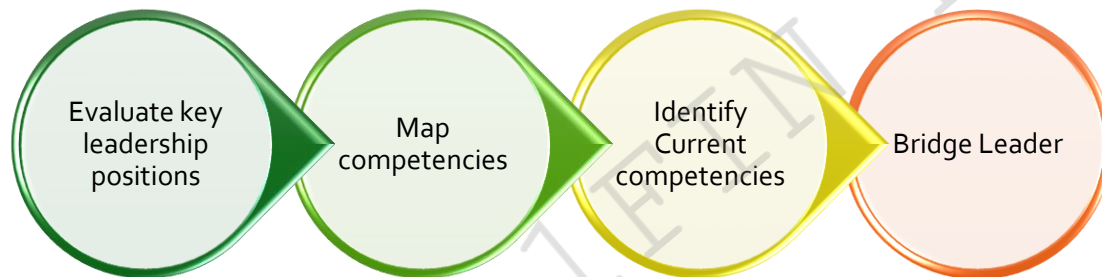 Evaluate key
leadership
positions
Map
competencies
Identify
Current
competencies
Bridge Leader